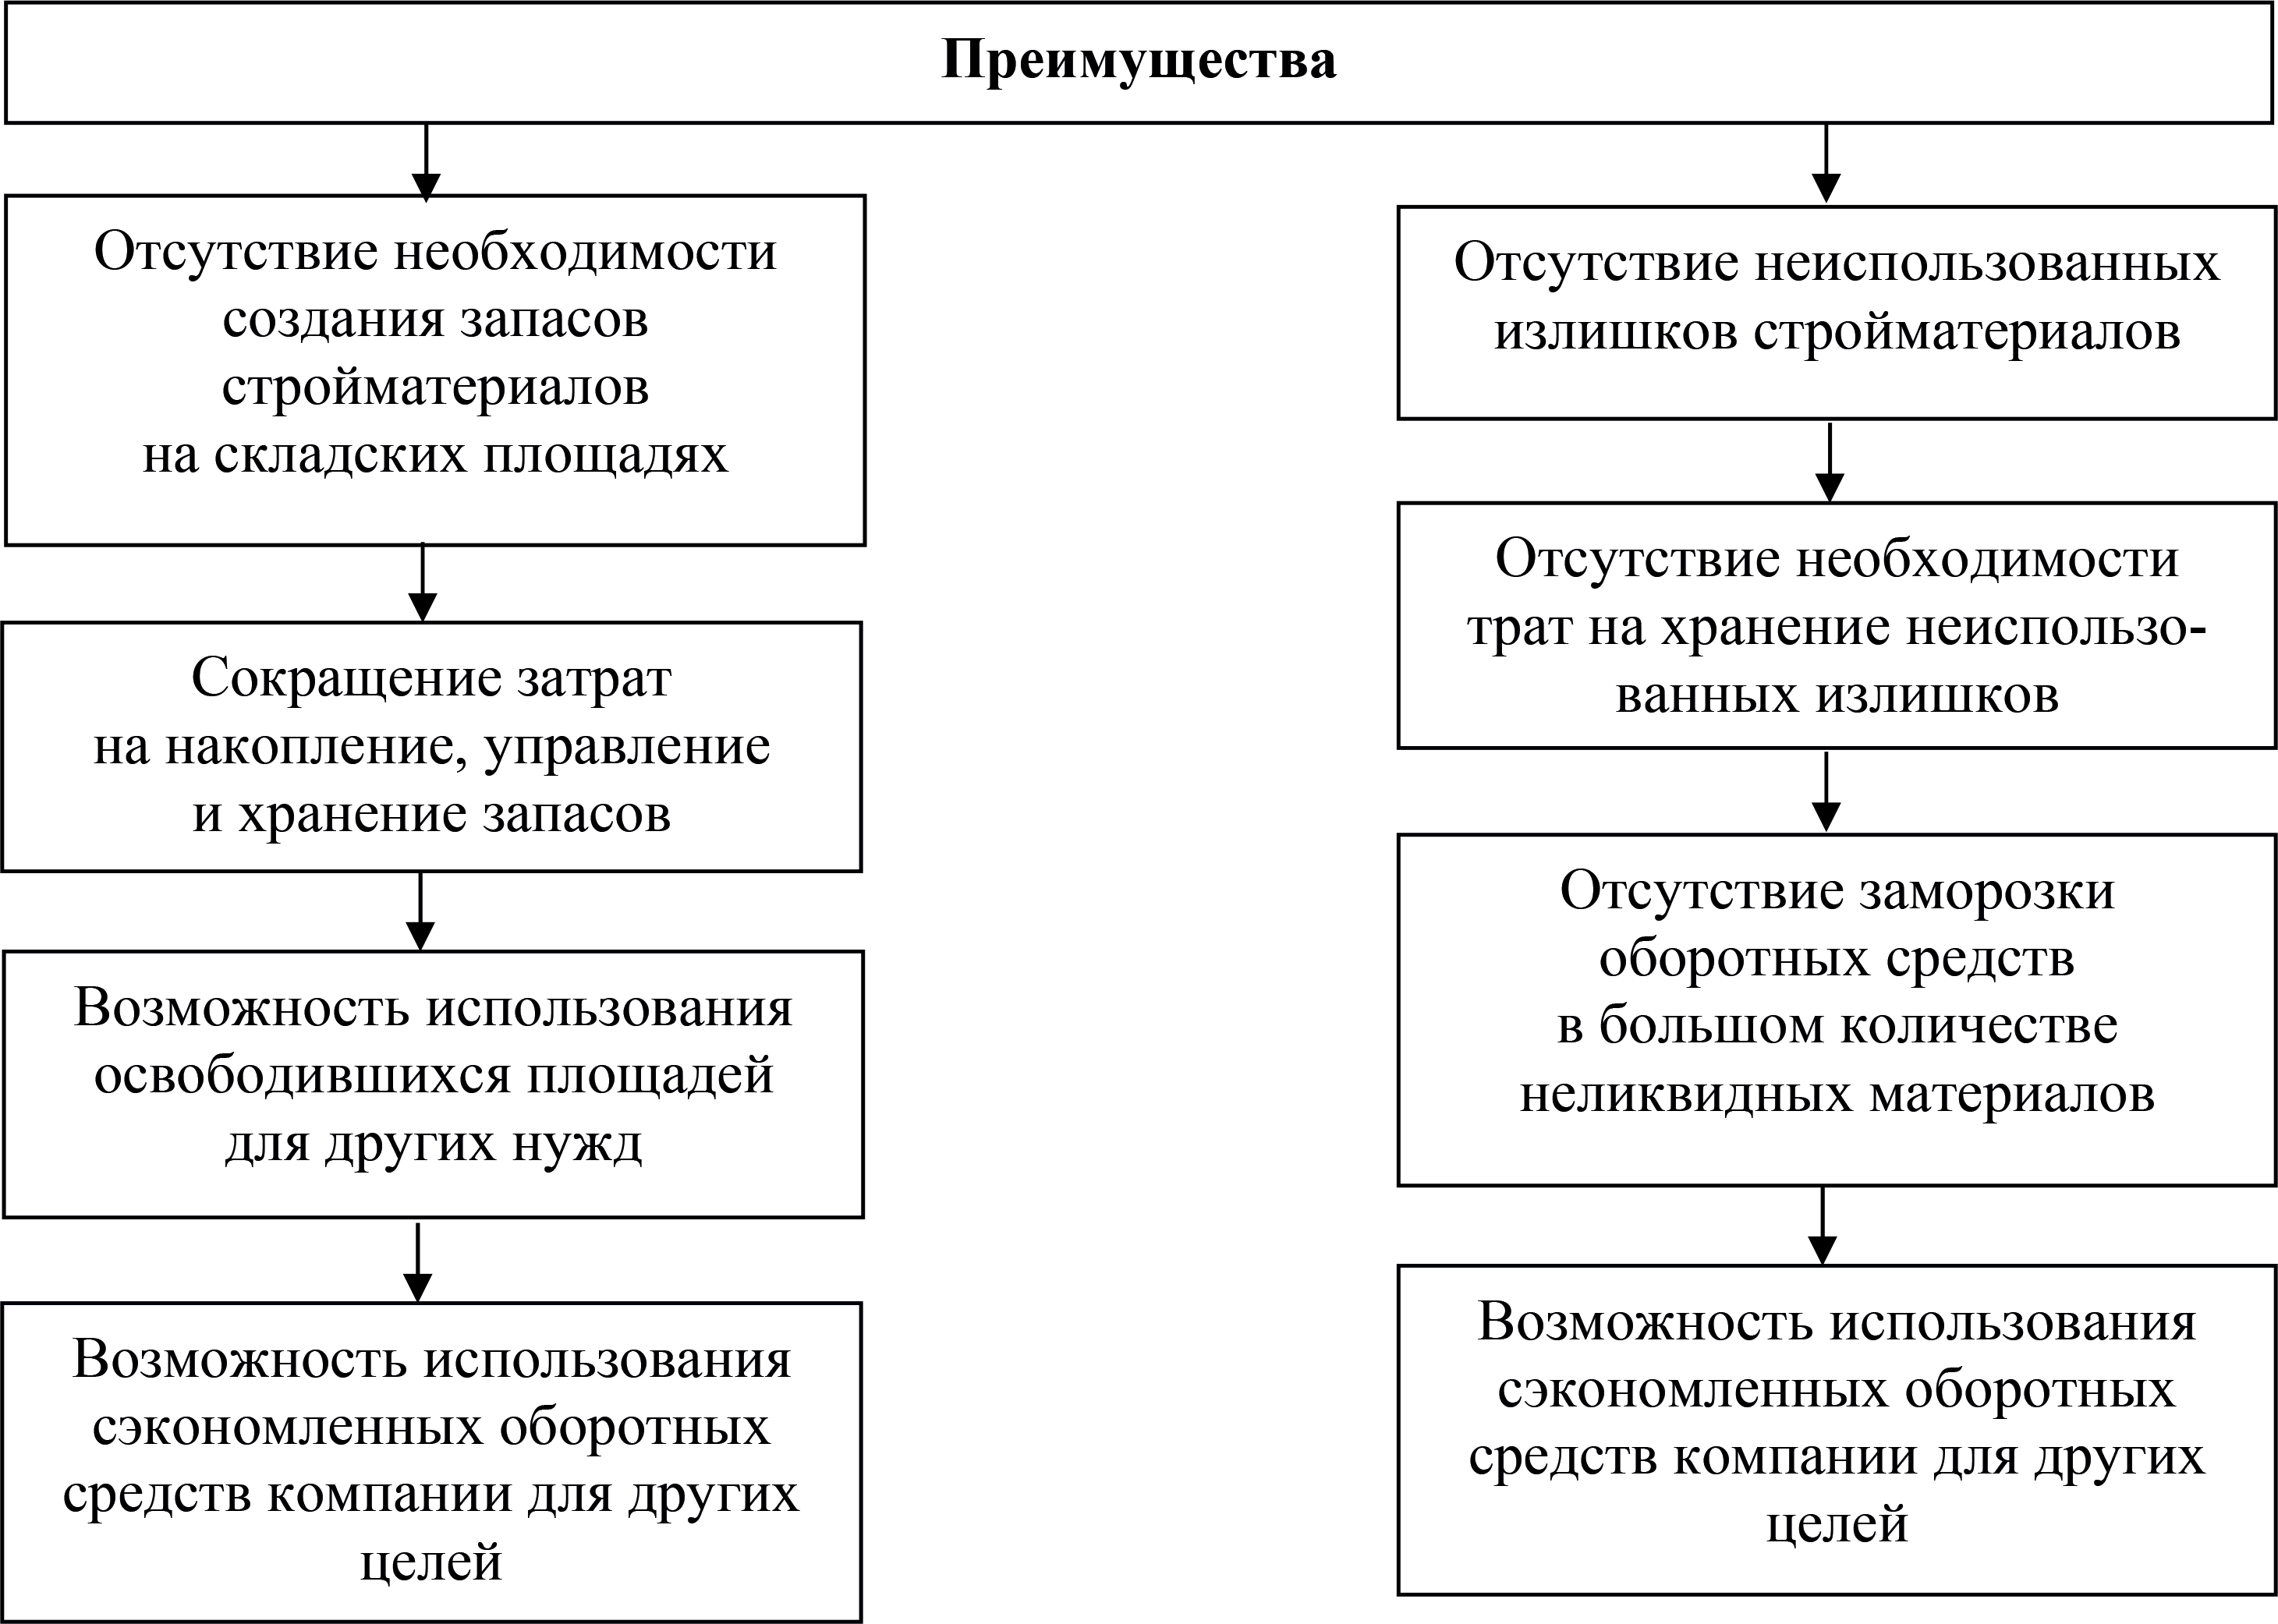 Преимущества
Отсутствие необходимости
создания запасов
стройматериалов
на складских площадях
Сокращение затрат
на накопление, управление
и хранение запасов
Возможность использования
освободившихся площадей
для других нужд
Возможность использования
сэкономленных оборотных
средств компании для других
целей
Отсутствие неиспользованных
излишков стройматериалов
Отсутствие необходимости
трат на хранение неиспользо-
ванных излишков
Отсутствие заморозки
оборотных средств
в большом количестве
неликвидных материалов
Возможность использования
сэкономленных оборотных
средств компании для других
целей